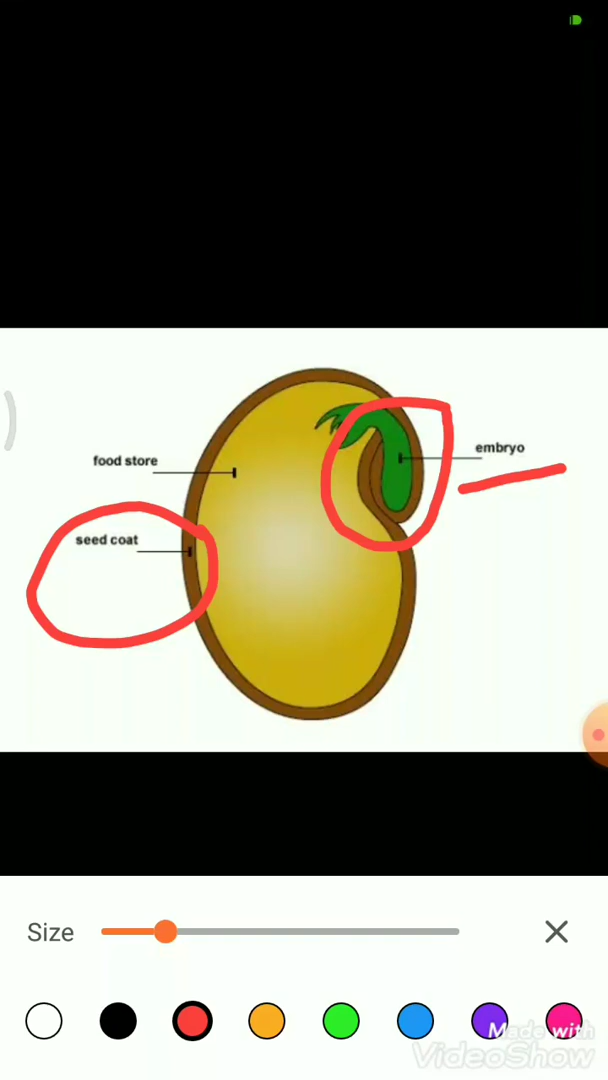 embryo
food store
seed coat
Size
Made with
VideoShow